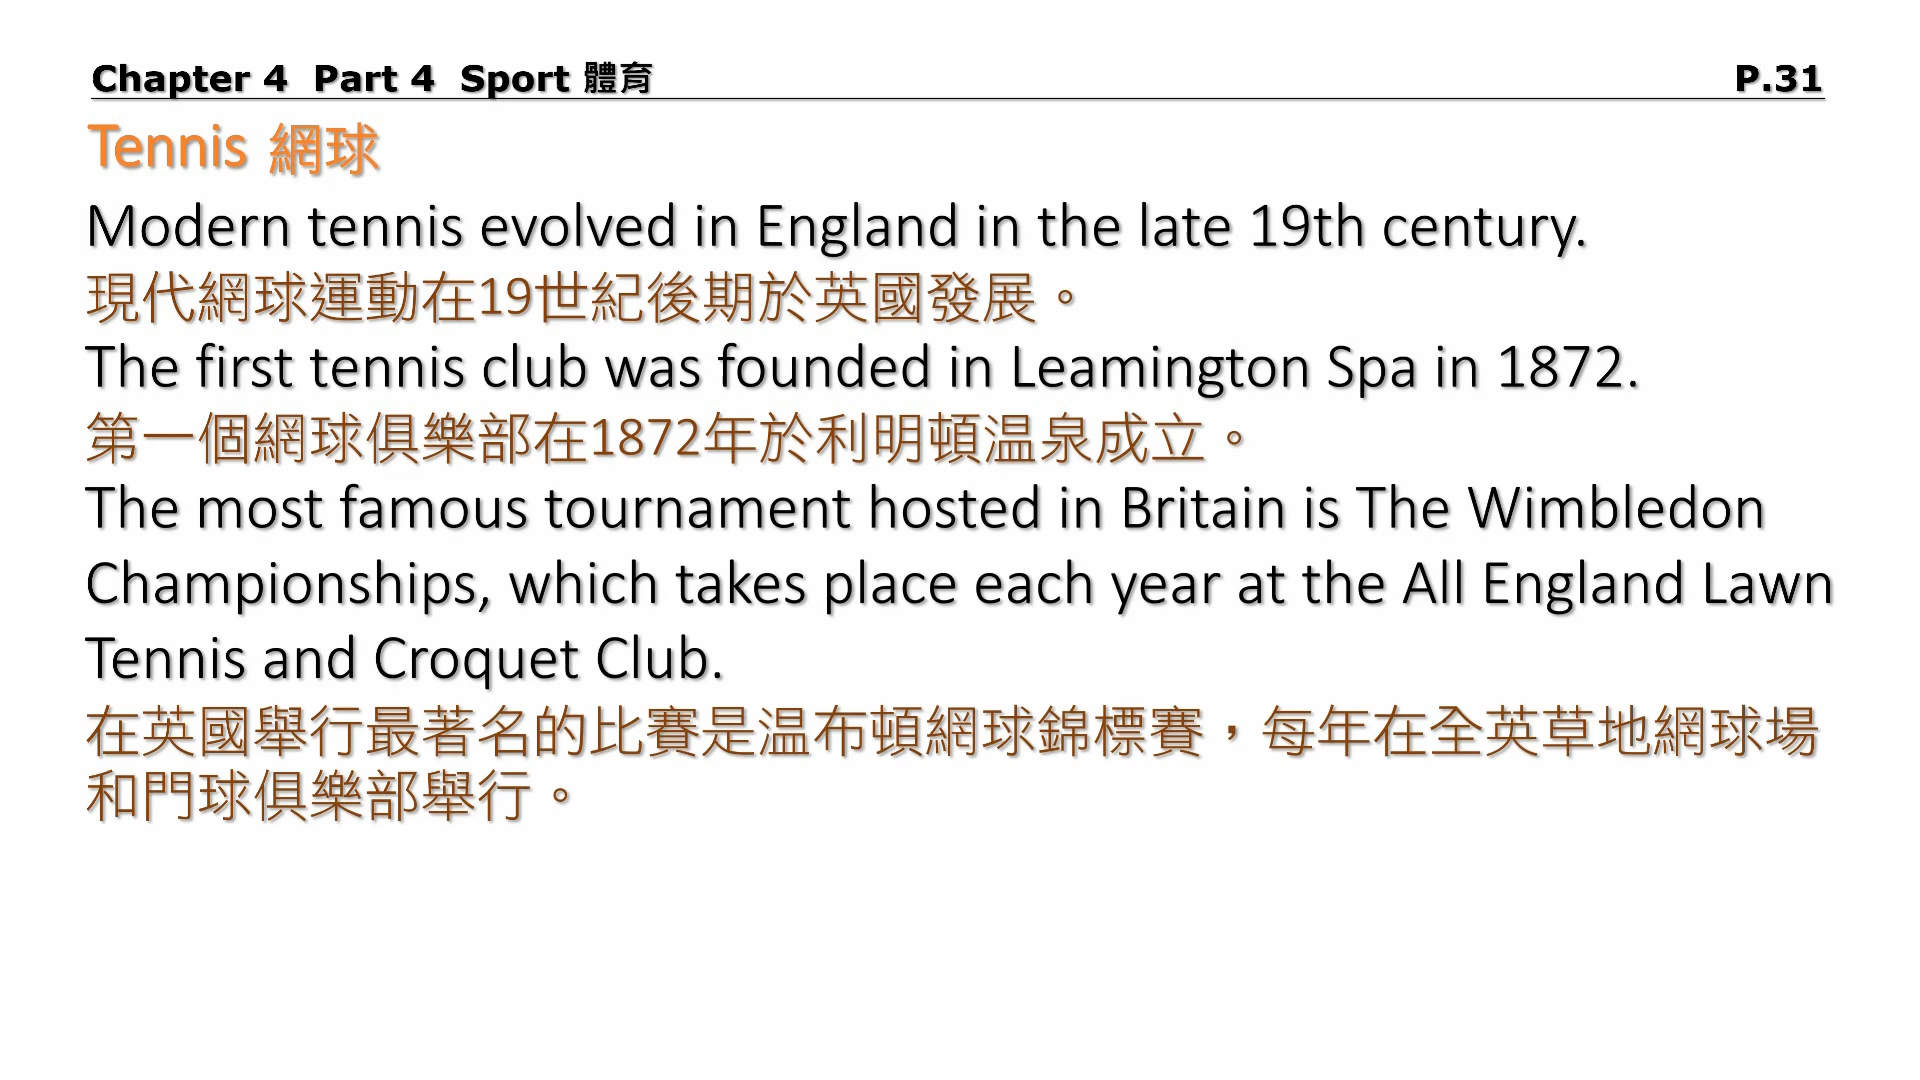 Chapter 4 Part 4 Sport 體育 P.31
Tennis 網球
Modern tennis evolved in England in the late 19th century.
現代網球運動在19世紀後期於英國發展。
The first tennis club was founded in Leamington Spa in 1872.
第一個網球俱樂部在1872年於利明頓温泉成立。
The most famous tournament hosted in Britain is The Wimbledon
Championships, which takes place each year at the All England Lawn
Tennis and Croquet Club.
在英國舉行最著名的比賽是温布頓網球錦標賽，每年在全英草地網球場
和門球俱樂部舉行。